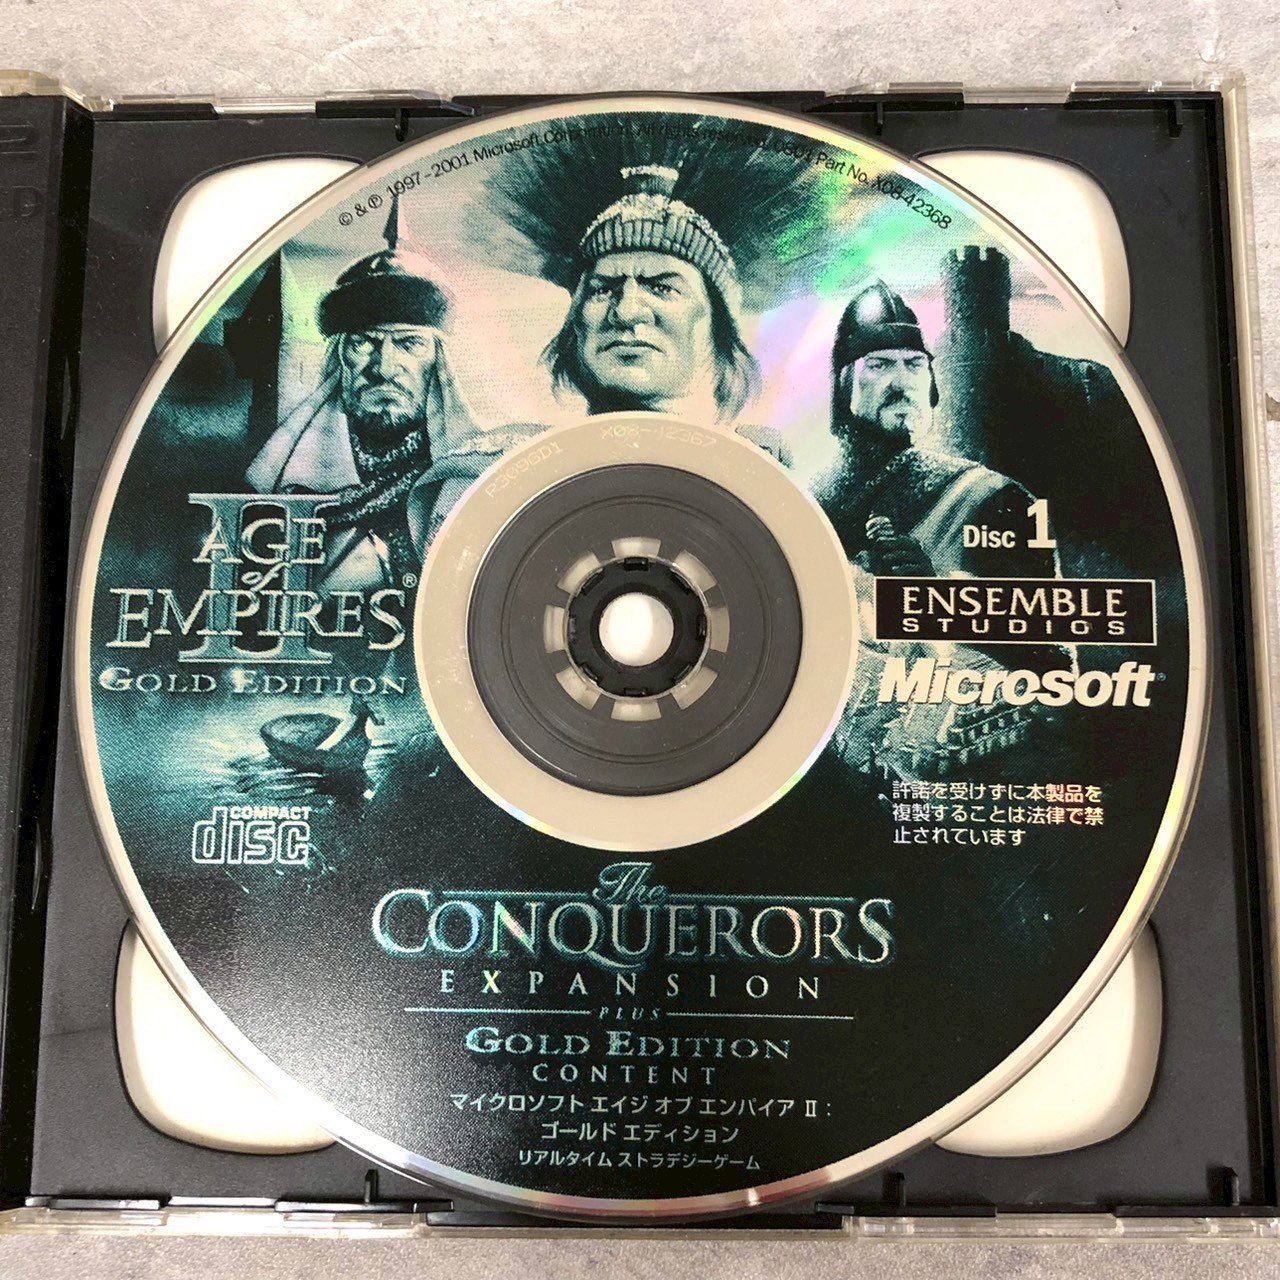 © & ℗ 1997-2001 Microsoft Corporation. All rights reserved. 0801 Part No. X08-42368
P309GD1 X08-42367
II
AGE
of
EMPIRES®
GOLD EDITION
Disc 1
ENSEMBLE
STUDIOS
Microsoft®
COMPACT
disc
許諾を受けずに本製品を
複製することは法律で禁
止されています
The
CONQUERORS
EXPANSION
PLUS
GOLD EDITION
CONTENT
マイクロソフト エイジ オブ エンパイア II :
ゴールド エディション
リアルタイム ストラテジーゲーム